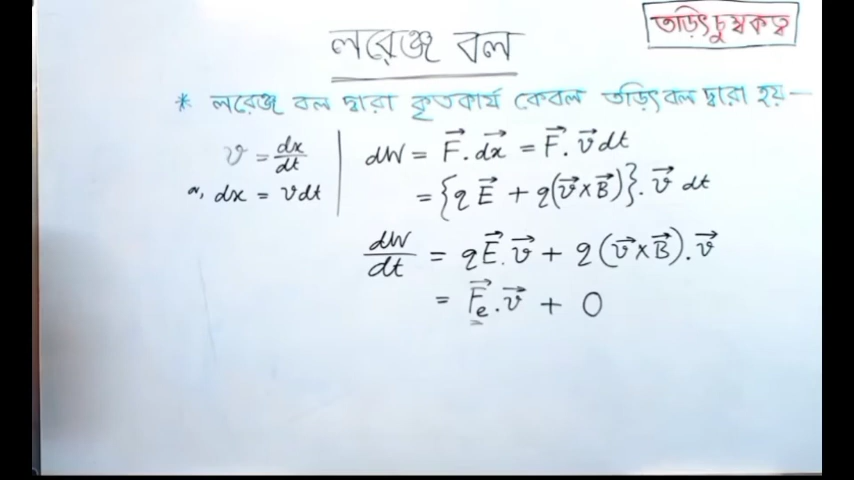 তড়িৎচুম্বকত্ব
লরেঞ্জ বল
* লরেঞ্জ বল দ্বারা কৃতকার্য কেবল তড়িৎবল দ্বারা হয় —
v = dx/dt
বা, dx = vdt
dW = F⃗ . dx⃗ = F⃗ . v⃗ dt
= {qE⃗ + q(v⃗ × B⃗)} . v⃗ dt
dW/dt = qE⃗ . v⃗ + q(v⃗ × B⃗) . v⃗
= F⃗e . v⃗ + 0